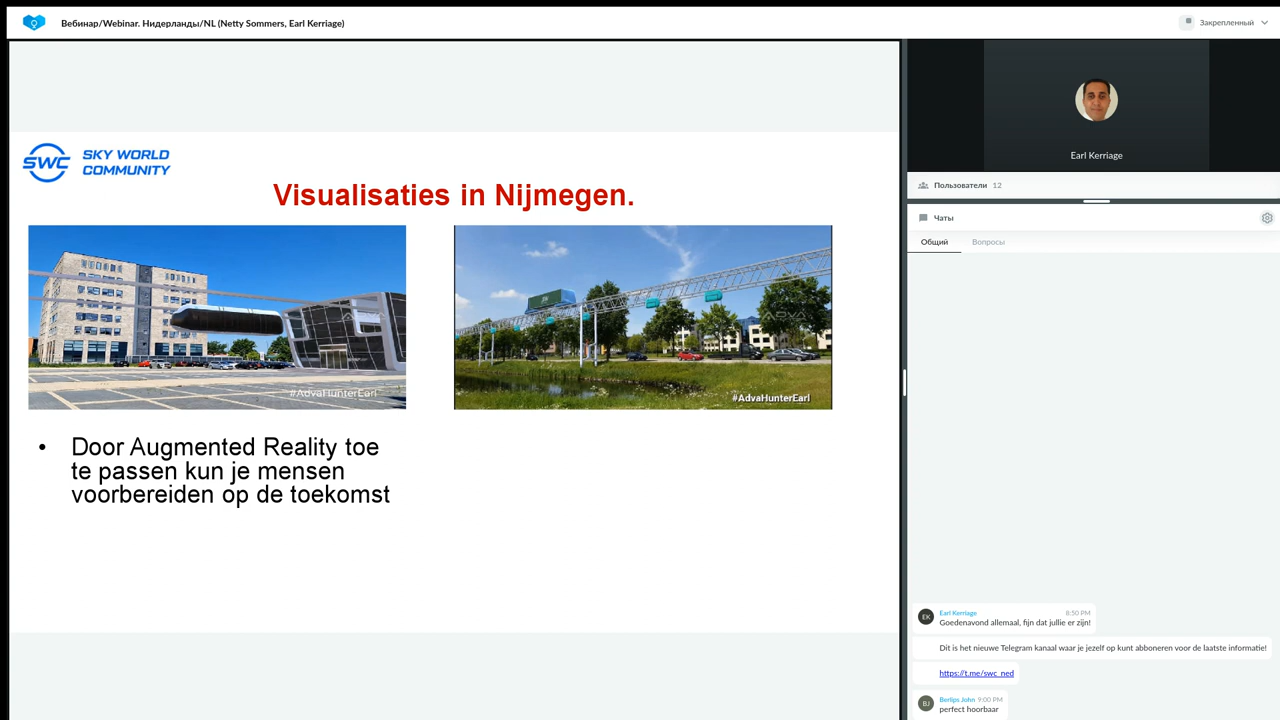 Вебинар/Webinar. Нидерланды/NL (Netty Sommers, Earl Kerriage)
Закрепленный
SWC
SKY WORLD
COMMUNITY
Visualisaties in Nijmegen.
#AdvaHunterEarl
ADVA
#AdvaHunterEarl
• Door Augmented Reality toe
te passen kun je mensen
voorbereiden op de toekomst
Earl Kerriage
Пользователи 12
Чаты
Общий Вопросы
EK
Earl Kerriage 8:50 PM
Goedenavond allemaal, fijn dat jullie er zijn!
Dit is het nieuwe Telegram kanaal waar je jezelf op kunt abboneren voor de laatste informatie!
https://t.me/swc_ned
BJ
Berlips John 9:00 PM
perfect hoorbaar